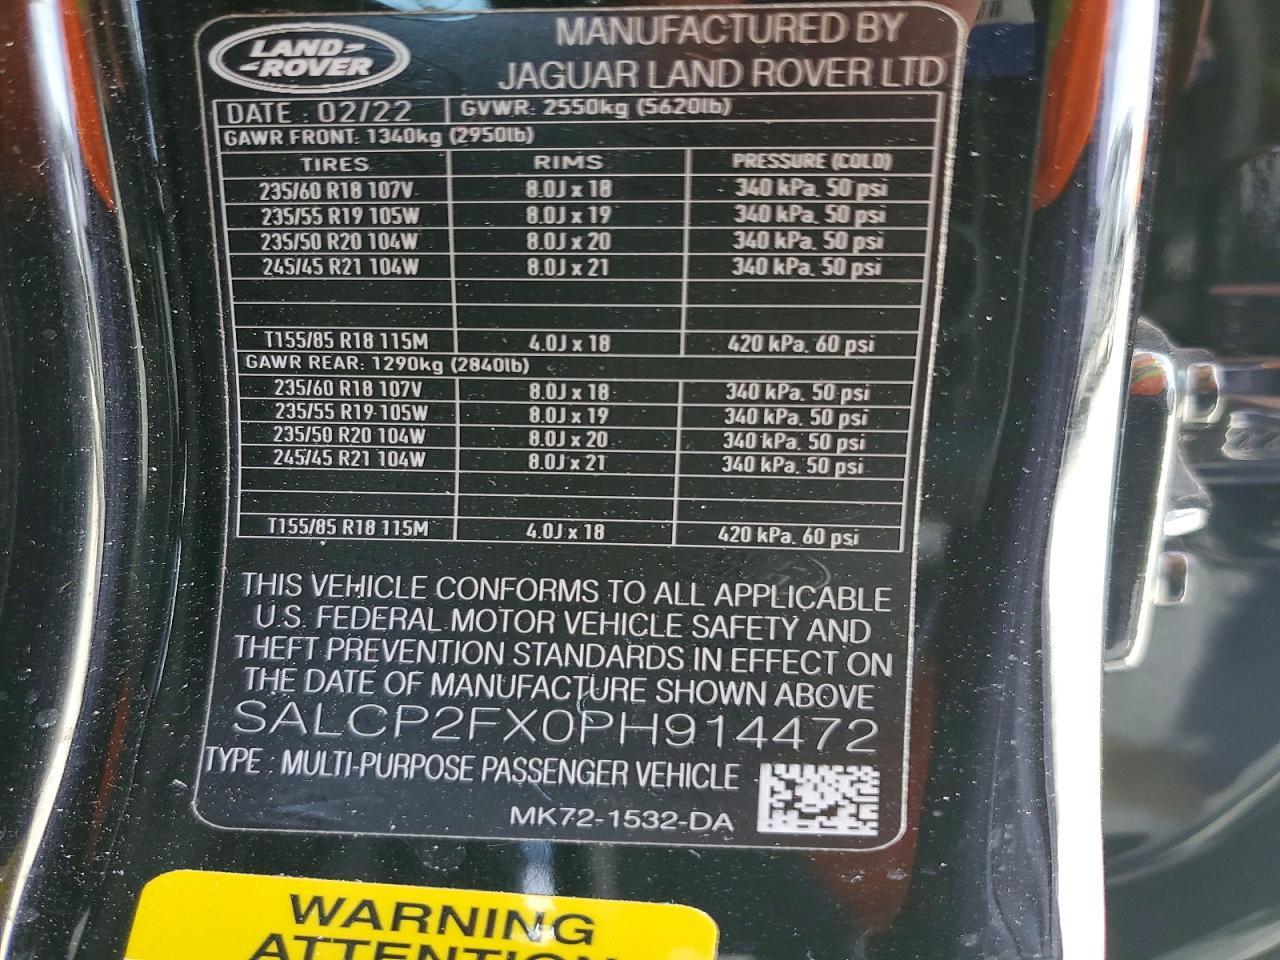 LAND ROVER
MANUFACTURED BY
JAGUAR LAND ROVER LTD
DATE : 02/22 GVWR: 2550kg (5620lb)
GAWR FRONT: 1340kg (2950lb)
TIRES RIMS PRESSURE (COLD)
235/60 R18 107V 8.0J x 18 340 kPa. 50 psi
235/55 R19 105W 8.0J x 19 340 kPa. 50 psi
235/50 R20 104W 8.0J x 20 340 kPa. 50 psi
245/45 R21 104W 8.0J x 21 340 kPa. 50 psi
T155/85 R18 115M 4.0J x 18 420 kPa. 60 psi
GAWR REAR: 1290kg (2840lb)
235/60 R18 107V 8.0J x 18 340 kPa. 50 psi
235/55 R19 105W 8.0J x 19 340 kPa. 50 psi
235/50 R20 104W 8.0J x 20 340 kPa. 50 psi
245/45 R21 104W 8.0J x 21 340 kPa. 50 psi
T155/85 R18 115M 4.0J x 18 420 kPa. 60 psi
THIS VEHICLE CONFORMS TO ALL APPLICABLE
U.S. FEDERAL MOTOR VEHICLE SAFETY AND
THEFT PREVENTION STANDARDS IN EFFECT ON
THE DATE OF MANUFACTURE SHOWN ABOVE
SALCP2FX0PH914472
TYPE : MULTI-PURPOSE PASSENGER VEHICLE
MK72-1532-DA
WARNING
ATTENTION